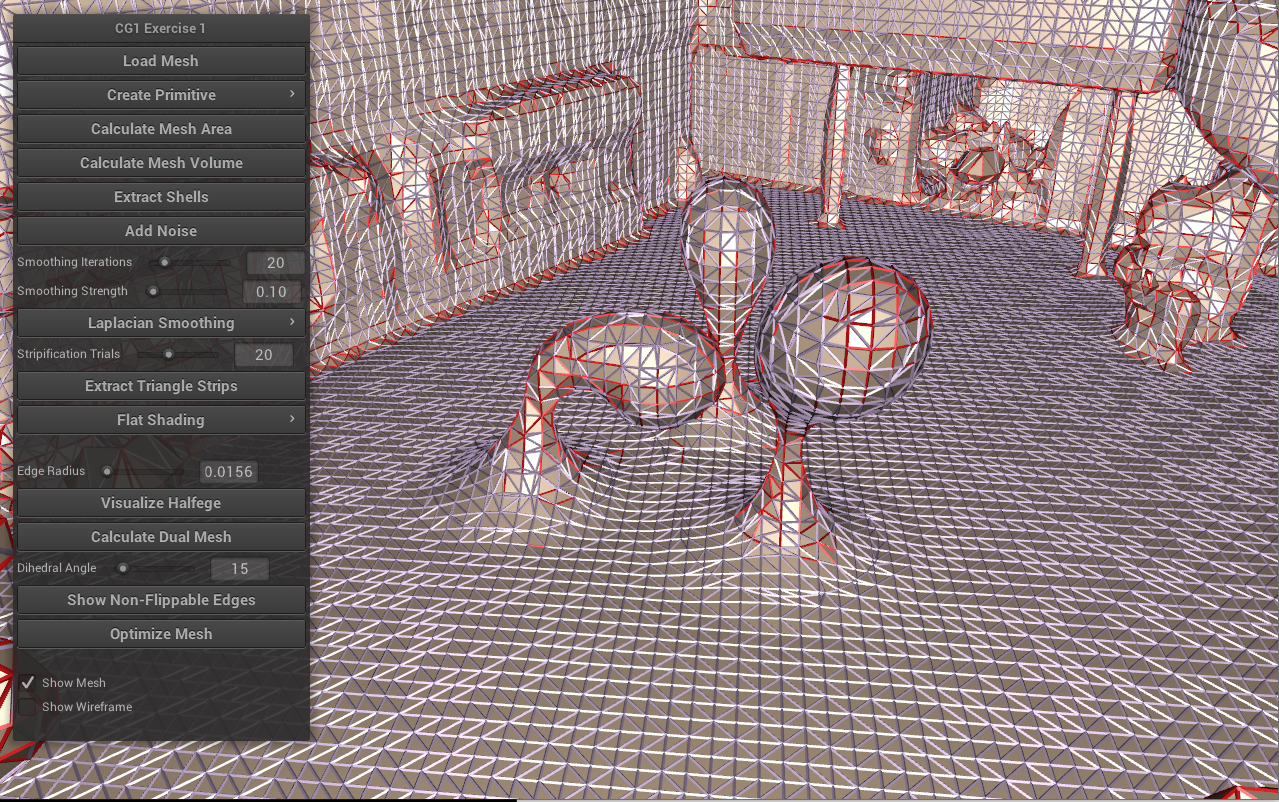 CG1 Exercise 1
Load Mesh
Create Primitive
Calculate Mesh Area
Calculate Mesh Volume
Extract Shells
Add Noise
Smoothing Iterations 20
Smoothing Strength 0.10
Laplacian Smoothing
Stripification Trials 20
Extract Triangle Strips
Flat Shading
Edge Radius 0.0156
Visualize Halfege
Calculate Dual Mesh
Dihedral Angle 15
Show Non-Flippable Edges
Optimize Mesh
Show Mesh
Show Wireframe